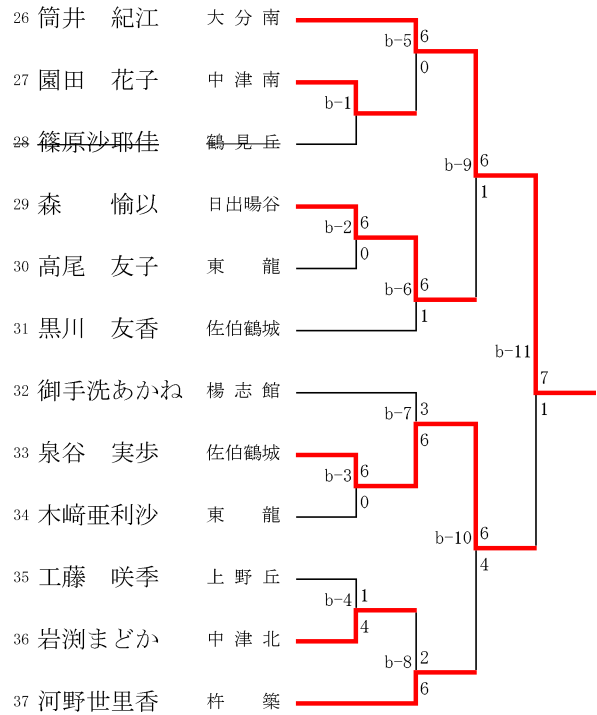 26 筒井 紀江 大分南
27 園田 花子 中津南
28 篠原沙耶佳 鶴見丘
29 森 愉以 日出暘谷
30 高尾 友子 東龍
31 黒川 友香 佐伯鶴城
32 御手洗あかね 楊志館
33 泉谷 実歩 佐伯鶴城
34 木﨑亜利沙 東龍
35 工藤 咲季 上野丘
36 岩渕まどか 中津北
37 河野世里香 杵築
b-1
b-2 6 0
b-3 6 0
b-4 1 4
b-5 6 0
b-6 6 1
b-7 3 6
b-8 2 6
b-9 6 1
b-10 6 4
b-11 7 1